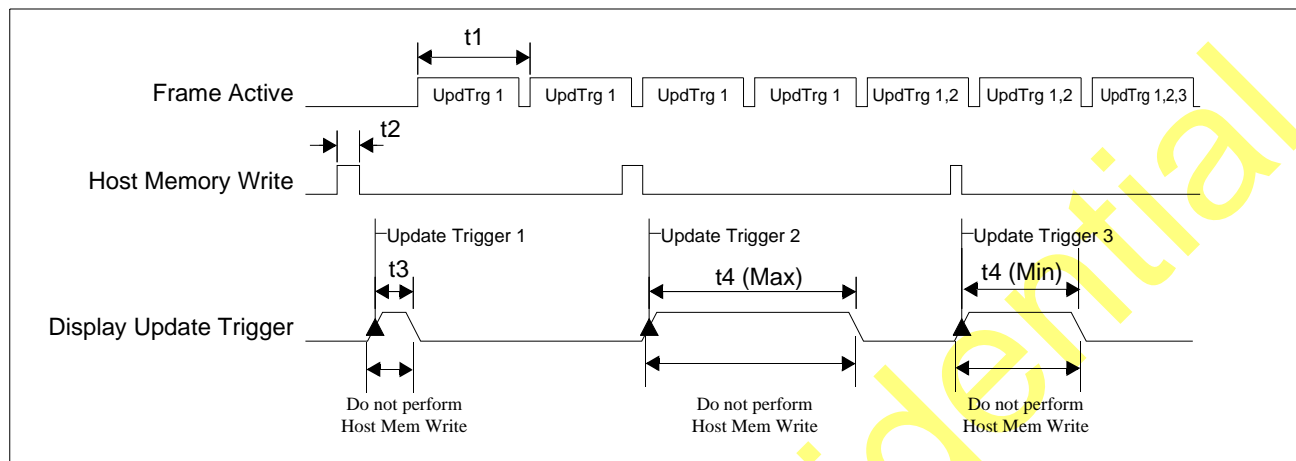 t1
Frame Active
UpdTrg 1
UpdTrg 1
UpdTrg 1
UpdTrg 1
UpdTrg 1,2
UpdTrg 1,2
UpdTrg 1,2,3
t2
Host Memory Write
Update Trigger 1
Update Trigger 2
Update Trigger 3
t3
t4 (Max)
t4 (Min)
Display Update Trigger
Do not perform
Host Mem Write
Do not perform
Host Mem Write
Do not perform
Host Mem Write
idential